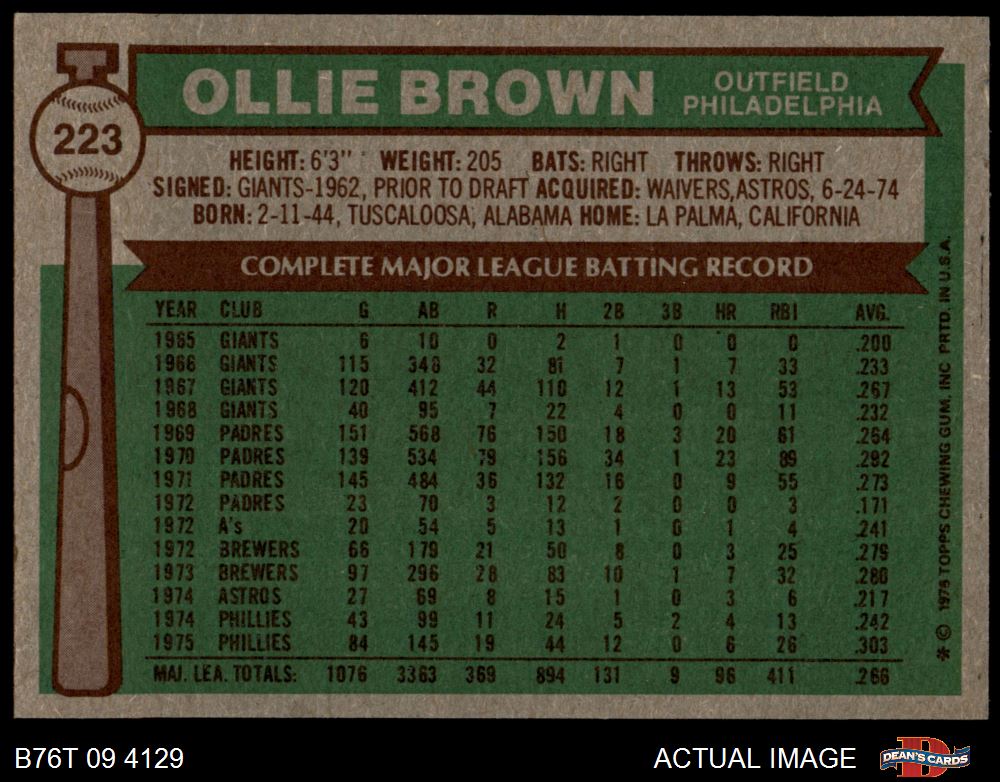 OLLIE BROWN
OUTFIELD
PHILADELPHIA
223
HEIGHT: 6'3" WEIGHT: 205 BATS: RIGHT THROWS: RIGHT
SIGNED: GIANTS-1962, PRIOR TO DRAFT ACQUIRED: WAIVERS, ASTROS, 6-24-74
BORN: 2-11-44, TUSCALOOSA, ALABAMA HOME: LA PALMA, CALIFORNIA
COMPLETE MAJOR LEAGUE BATTING RECORD
YEAR CLUB G AB R H 2B 3B HR RBI AVG.
1965 GIANTS 6 10 0 2 1 0 0 0 .200
1966 GIANTS 115 348 32 81 7 1 7 33 .233
1967 GIANTS 120 412 44 110 12 1 13 53 .267
1968 GIANTS 40 95 7 22 4 0 0 11 .232
1969 PADRES 151 568 76 150 18 3 20 61 .264
1970 PADRES 139 534 79 156 34 1 23 89 .292
1971 PADRES 145 484 36 132 16 0 9 55 .273
1972 PADRES 23 70 3 12 2 0 0 3 .171
1972 A's 20 54 5 13 1 0 1 4 .241
1972 BREWERS 66 179 21 50 8 0 3 25 .279
1973 BREWERS 97 296 28 83 10 1 7 32 .280
1974 ASTROS 27 69 8 15 1 0 3 6 .217
1974 PHILLIES 43 99 11 24 5 2 4 13 .242
1975 PHILLIES 84 145 19 44 12 0 6 26 .303
MAJ. LEA. TOTALS: 1076 3363 369 894 131 9 96 411 .266
* © 1976 TOPPS CHEWING GUM, INC PRTD. IN U.S.A.
B76T 09 4129
ACTUAL IMAGE
D
DEAN'S CARDS